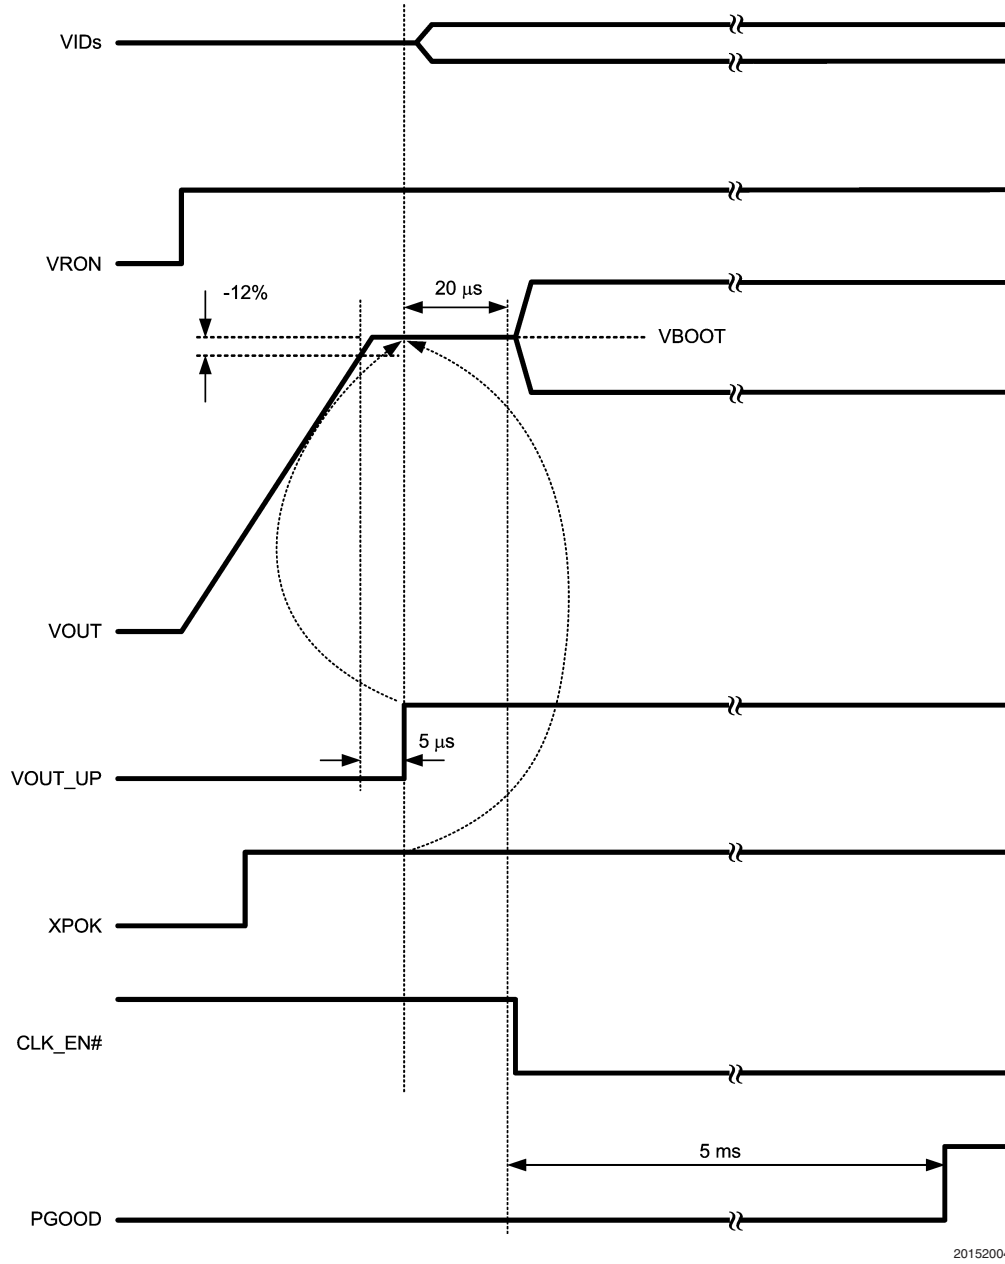 VIDs
VRON
-12%
20 μs
VBOOT
VOUT
5 μs
VOUT_UP
XPOK
CLK_EN#
5 ms
PGOOD